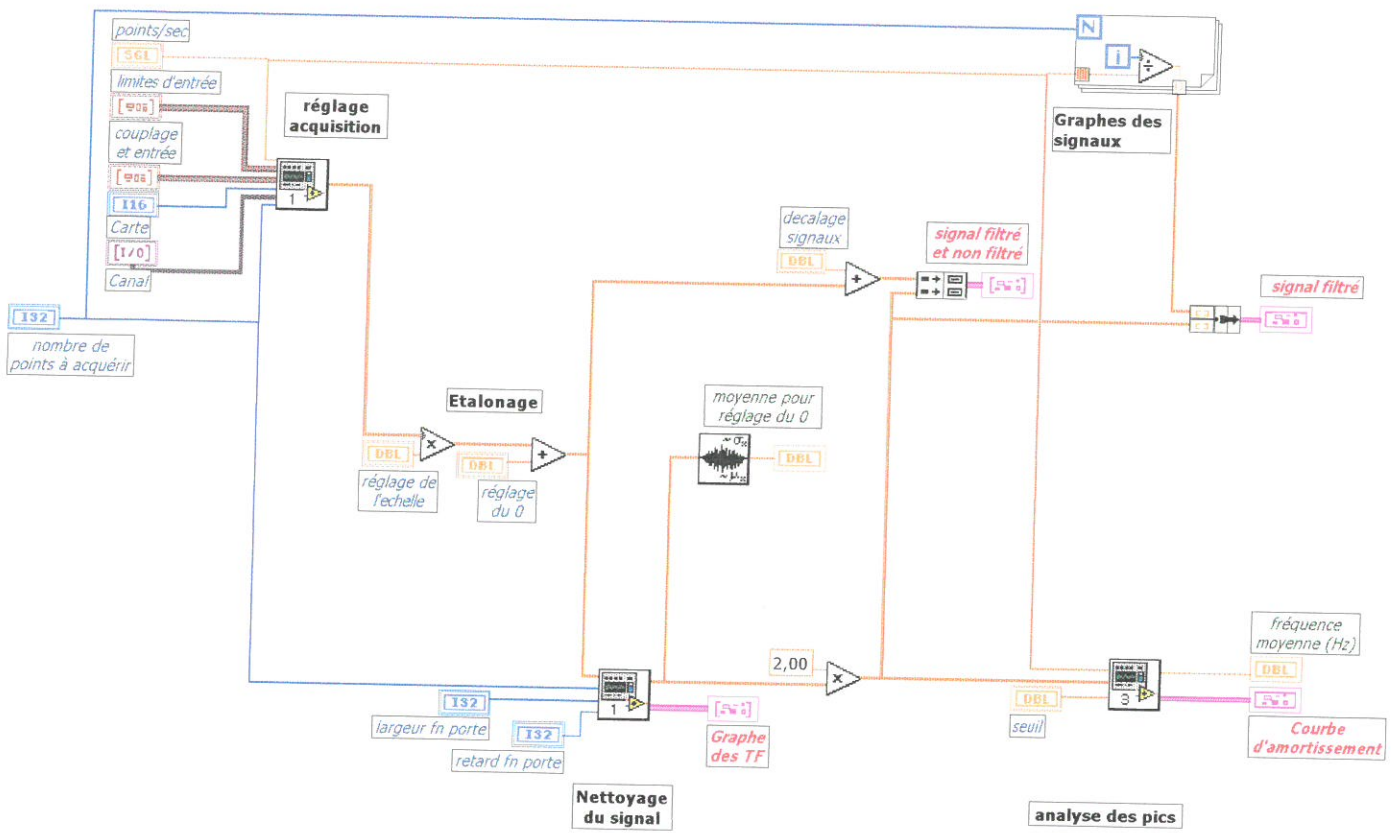 points/sec
SGL
limites d'entrée
couplage
et entrée
I16
Carte
[I/O]
Canal
I32
nombre de
points à acquérir
réglage
acquisition
1
N
i
÷
Graphes des
signaux
decalage
signaux
DBL
+
signal filtré
et non filtré
signal filtré
Etalonage
x
DBL
réglage de
l'echelle
DBL
+
réglage
du 0
moyenne pour
réglage du 0
σx
μx
DBL
2,00
x
1
I32
largeur fn porte
I32
retard fn porte
Graphe
des TF
Nettoyage
du signal
fréquence
moyenne (Hz)
DBL
3
DBL
seuil
Courbe
d'amortissement
analyse des pics